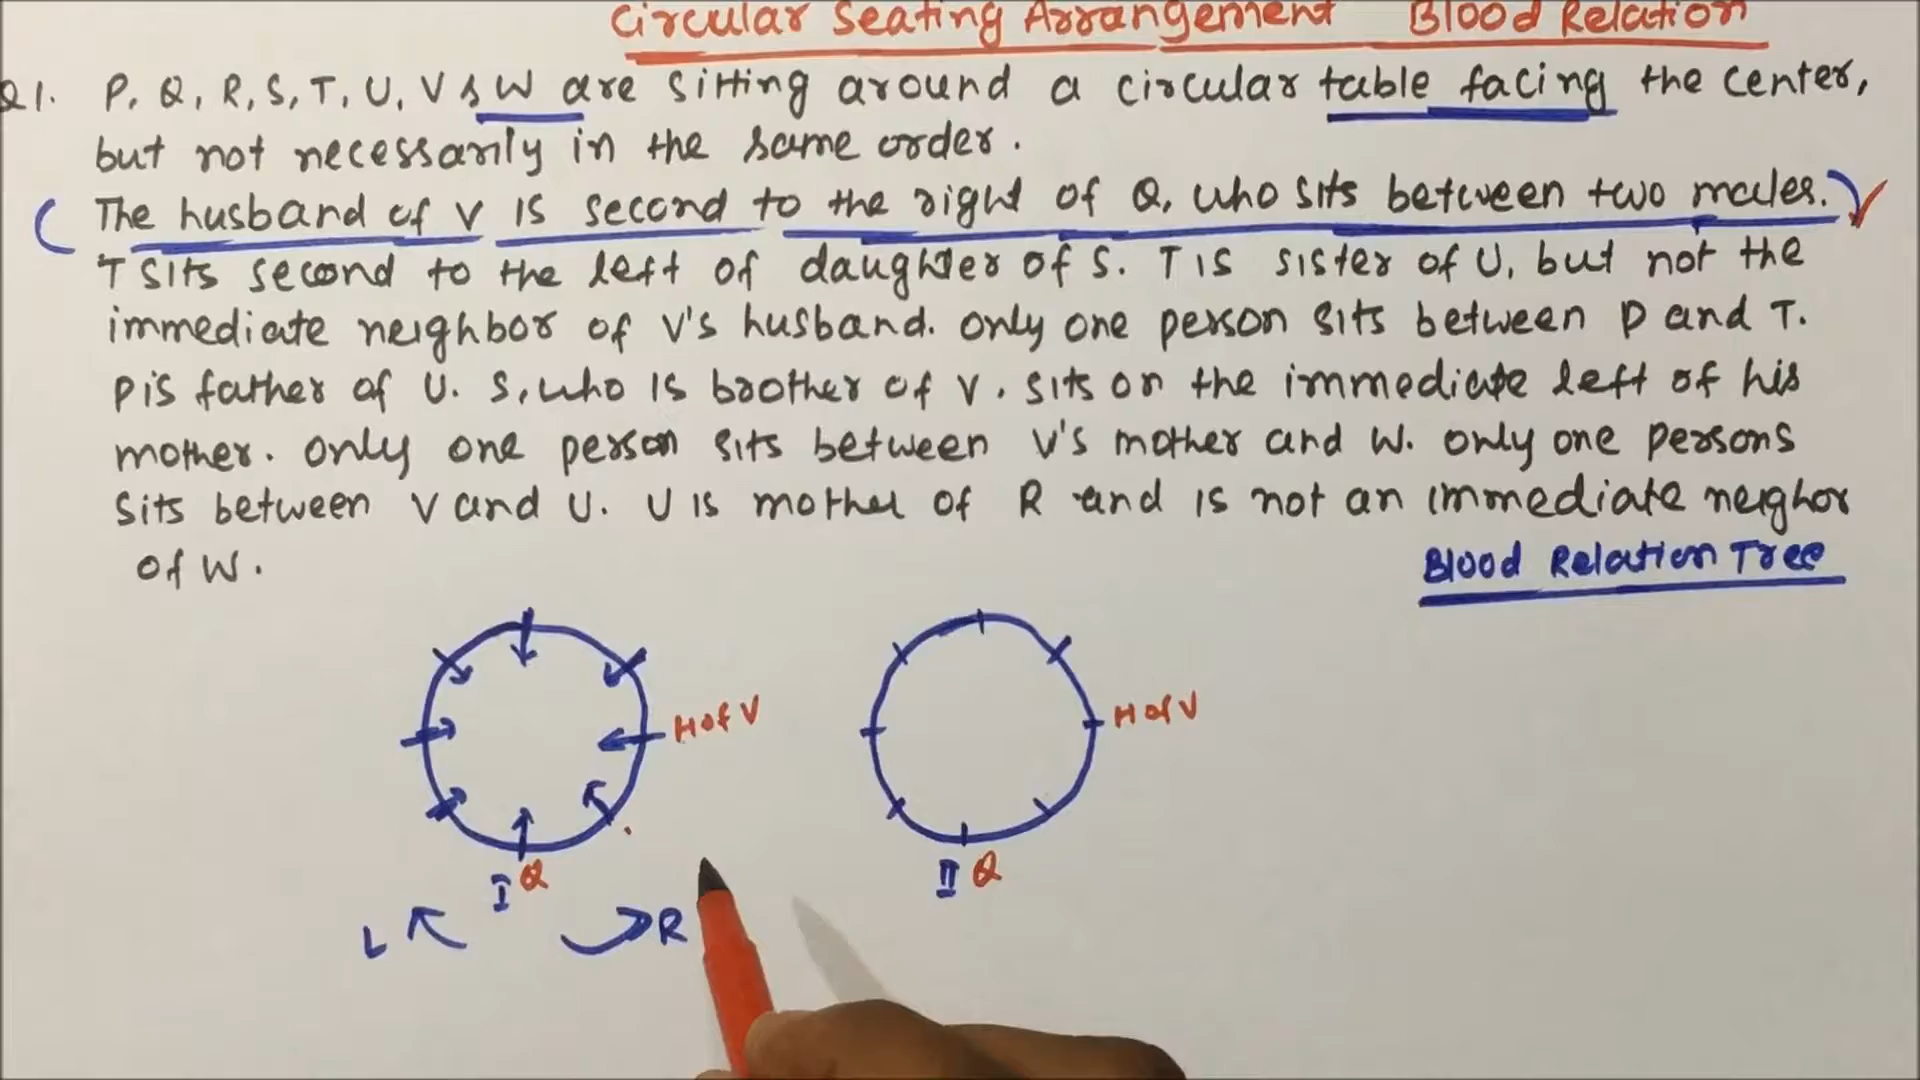 Circular Seating Arrangement Blood Relation
Q1. P, Q, R, S, T, U, V & W are sitting around a circular table facing the center,
but not necessarily in the same order.
The husband of V is second to the right of Q, who sits between two males.
T sits second to the left of daughter of S. T is sister of U, but not the
immediate neighbor of V's husband. only one person sits between P and T.
P is father of U. S, who is brother of V, sits on the immediate left of his
mother. only one person sits between V's mother and W. only one persons
sits between V and U. U is mother of R and is not an immediate neighor
of W.
Blood Relation Tree
H of V
H of V
I Q
II Q
L R